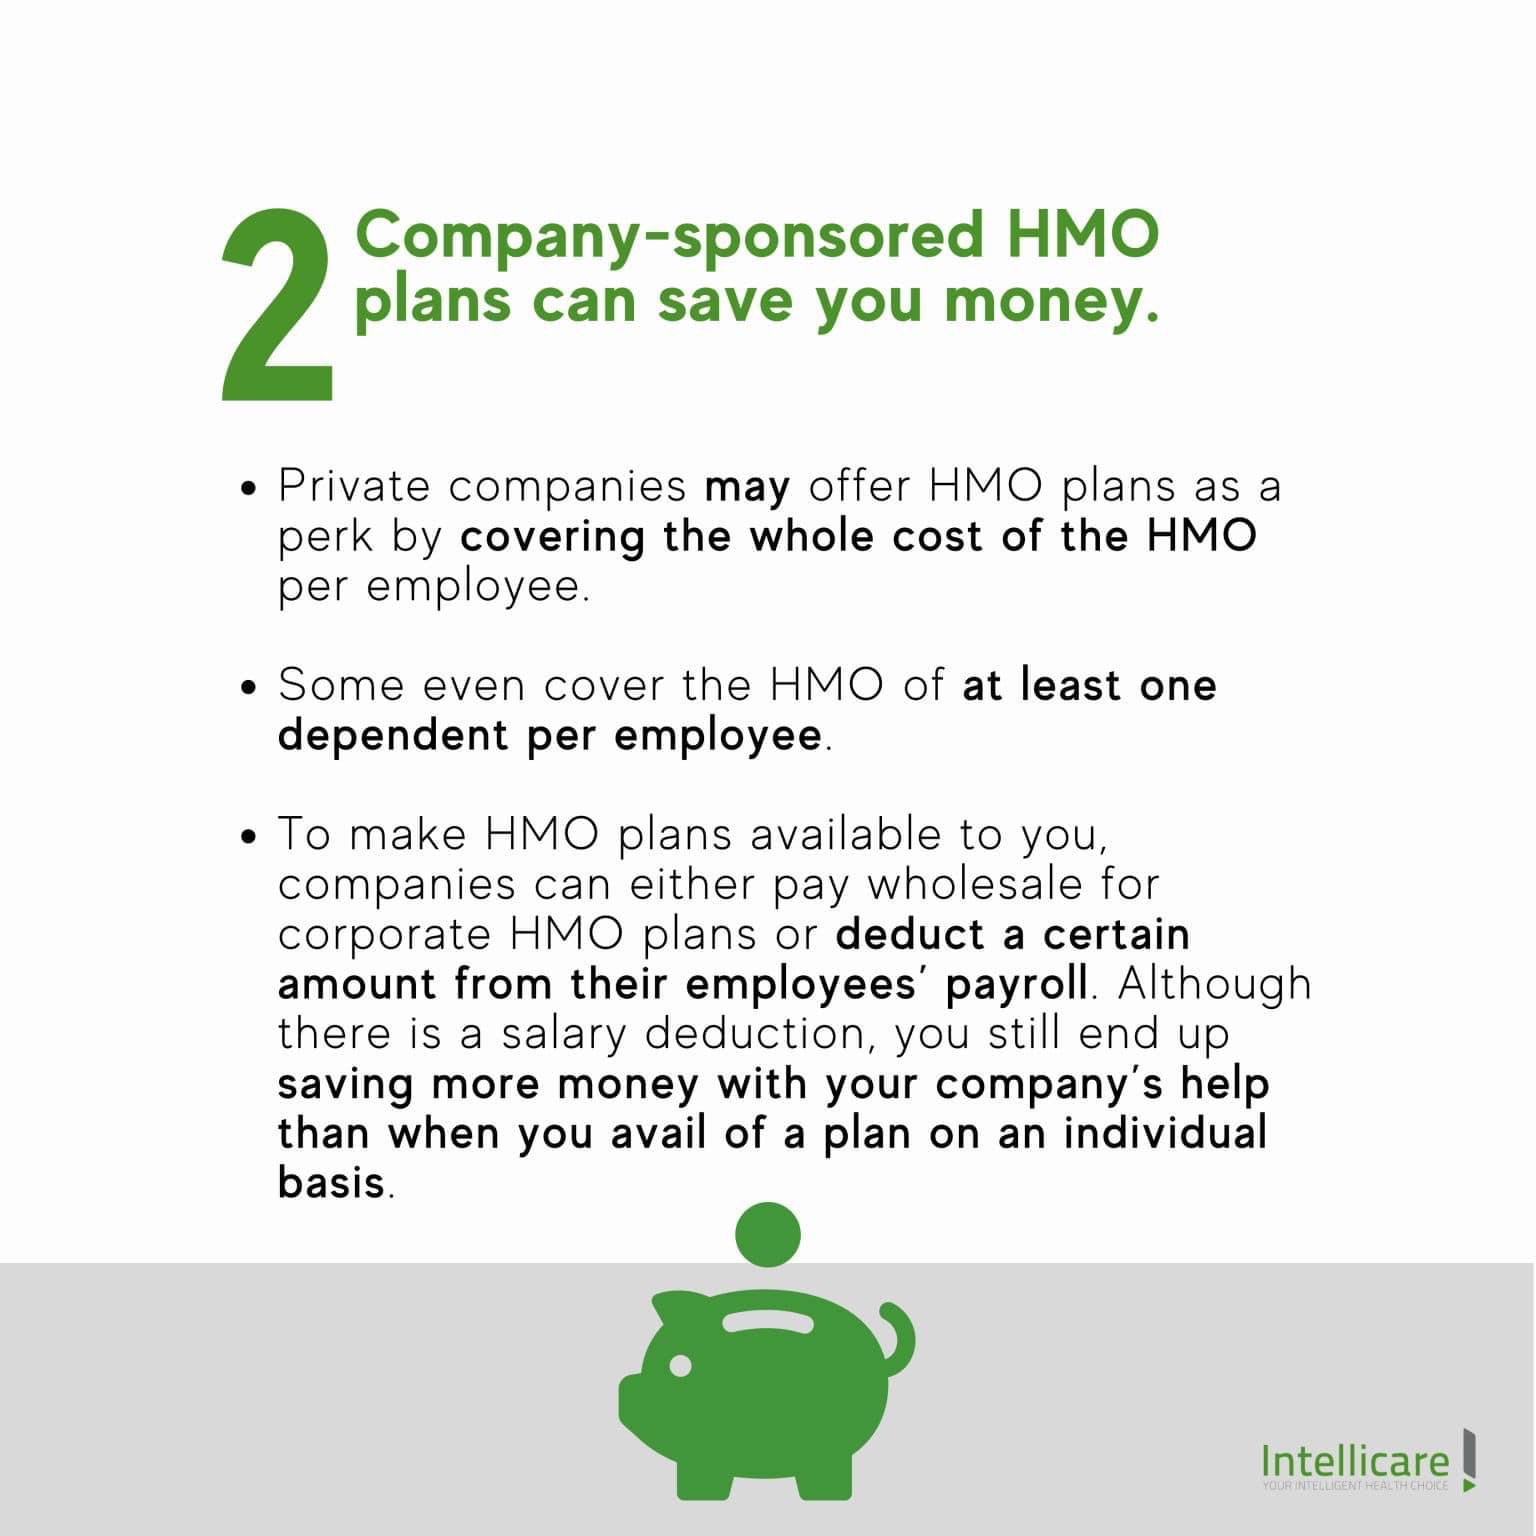 2
Company-sponsored HMO
plans can save you money.
• Private companies may offer HMO plans as a
perk by covering the whole cost of the HMO
per employee.
• Some even cover the HMO of at least one
dependent per employee.
• To make HMO plans available to you,
companies can either pay wholesale for
corporate HMO plans or deduct a certain
amount from their employees’ payroll. Although
there is a salary deduction, you still end up
saving more money with your company’s help
than when you avail of a plan on an individual
basis.
Intellicare
YOUR INTELLIGENT HEALTH CHOICE